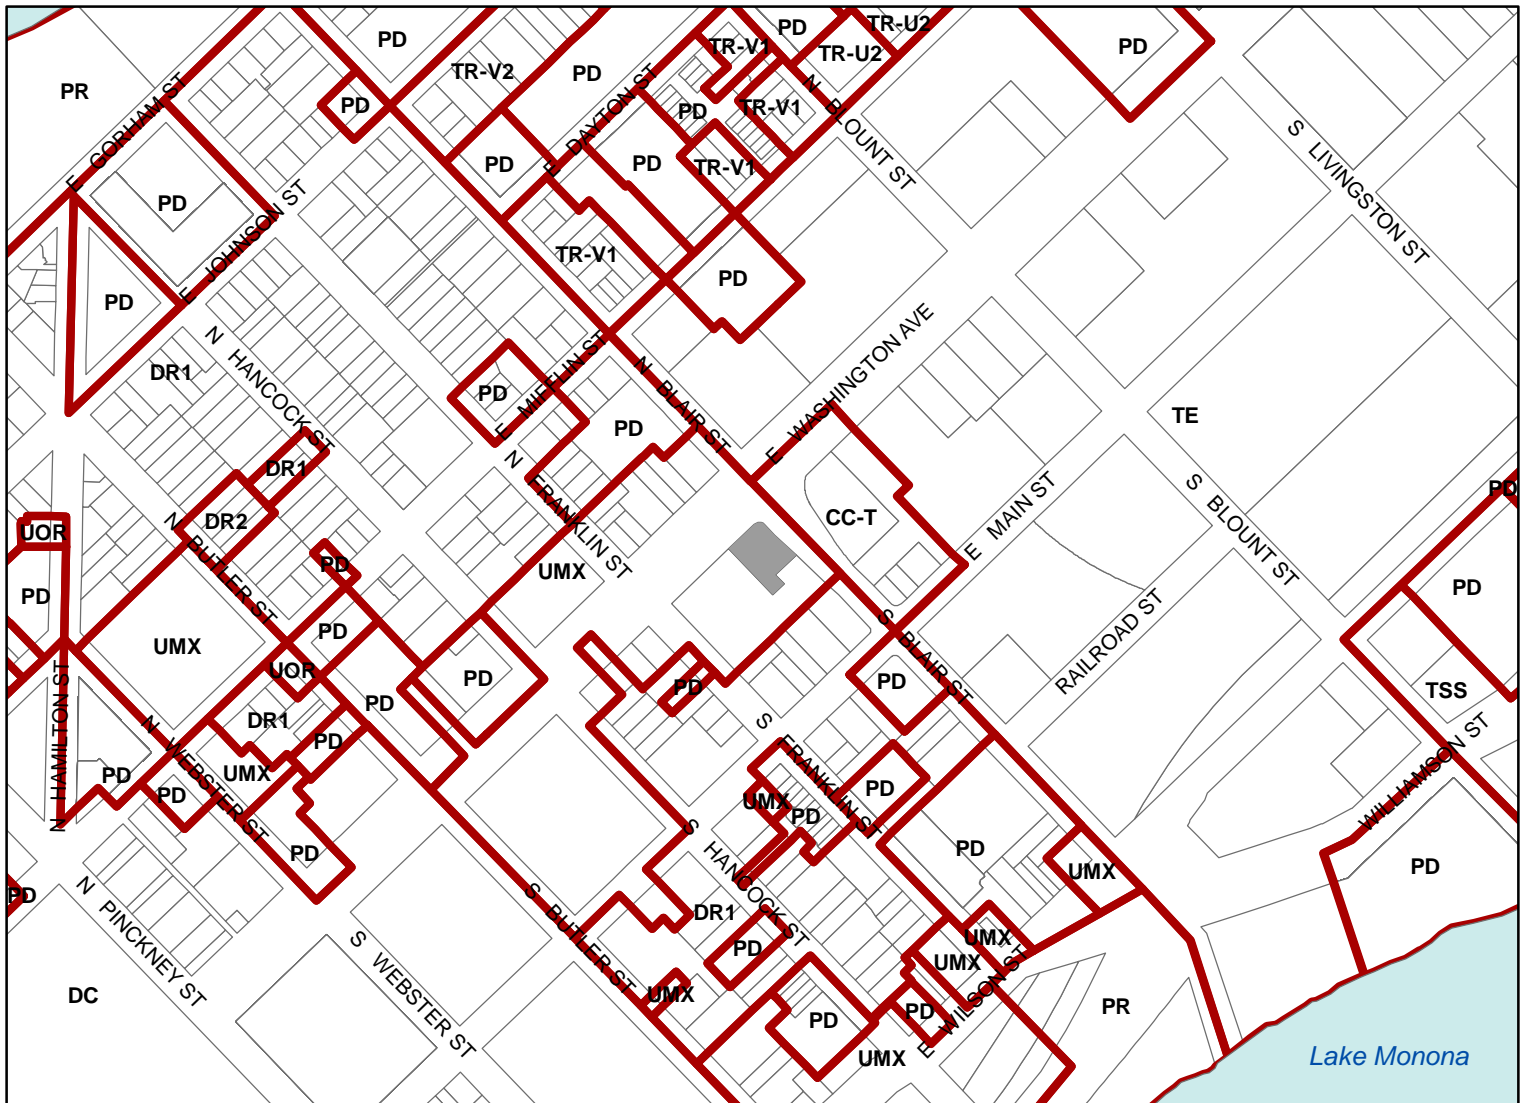 TR-U2
PD
PD
TR-V1
PD
TR-U2
TR-V2
PD
PR
PD
TR-V1
PD
N BLOUNT ST
E GORHAM ST
E DAYTON ST
S LIVINGSTON ST
PD
PD
TR-V1
PD
E JOHNSON ST
TR-V1
PD
PD
N HANCOCK ST
DR1
E MIFFLIN ST
N BLAIR ST
E WASHINGTON AVE
PD
PD
TE
DR1
N FRANKLIN ST
PD
S BLOUNT ST
E MAIN ST
CC-T
DR2
UOR
N BUTLER ST
PD
UMX
PD
PD
PD
UMX
RAILROAD ST
S BLAIR ST
UOR
PD
PD
PD
PD
TSS
N HAMILTON ST
DR1
N WEBSTER ST
PD
S FRANKLIN ST
WILLIAMSON ST
UMX
PD
PD
PD
UMX
PD
S HANCOCK ST
PD
PD
PD
UMX
PD
N PINCKNEY ST
S BUTLER ST
DR1
PD
UMX
UMX
S WEBSTER ST
E WILSON ST
DC
UMX
PD
PD
PR
UMX
Lake Monona